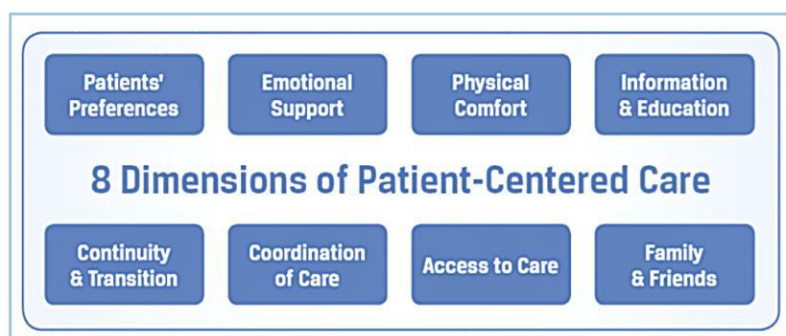 Patients'
Preferences
Emotional
Support
Physical
Comfort
Information
& Education
8 Dimensions of Patient-Centered Care
Continuity
& Transition
Coordination
of Care
Access to Care
Family
& Friends